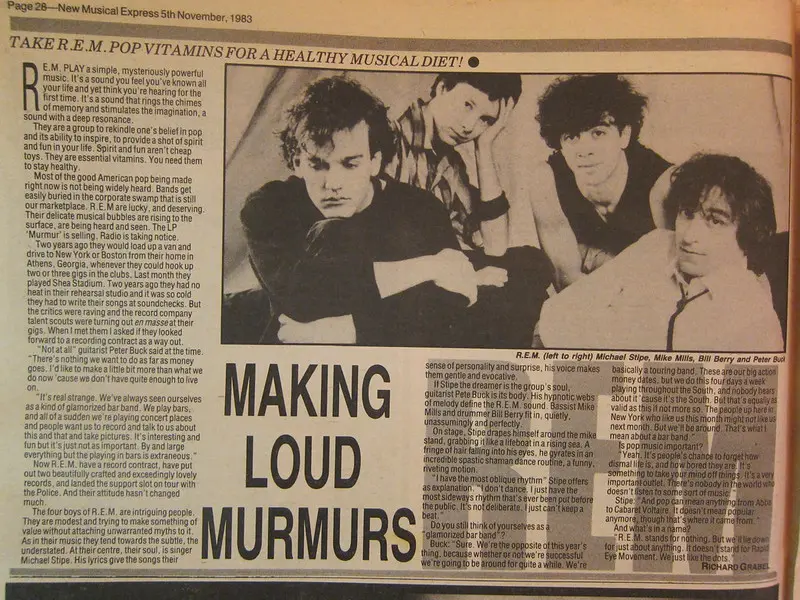 Page 28—New Musical Express 5th November, 1983
TAKE R.E.M. POP VITAMINS FOR A HEALTHY MUSICAL DIET!
R.E.M. PLAY a simple, mysteriously powerful
music. It's a sound you feel you've known all
your life and yet think you're hearing for the
first time. It's a sound that rings the chimes
of memory and stimulates the imagination, a
sound with a deep resonance.
They are a group to rekindle one's belief in pop
and its ability to inspire, to provide a shot of spirit
and fun in your life. Spirit and fun aren't cheap
toys. They are essential vitamins. You need them
to stay healthy.
Most of the good American pop being made
right now is not being widely heard. Bands get
easily buried in the corporate swamp that is still
our marketplace. R.E.M are lucky, and deserving.
Their delicate musical bubbles are rising to the
surface, are being heard and seen. The LP
'Murmur' is selling. Radio is taking notice.
Two years ago they would load up a van and
drive to New York or Boston from their home in
Athens, Georgia, whenever they could hook up
two or three gigs in the clubs. Last month they
played Shea Stadium. Two years ago they had no
heat in their rehearsal studio and it was so cold
they had to write their songs at soundchecks. But
the critics were raving and the record company
talent scouts were turning out en masse at their
gigs. When I met them I asked if they looked
forward to a recording contract as a way out.
"Not at all" guitarist Peter Buck said at the time.
"There's nothing we want to do as far as money
goes. I'd like to make a little bit more than what we
do now 'cause we don't have quite enough to live
on.
"It's real strange. We've always seen ourselves
as a kind of glamorized bar band. We play bars,
and all of a sudden we're playing concert places
and people want us to record and talk to us about
this and that and take pictures. It's interesting and
fun but it's just not as important. By and large
everything but the playing in bars is extraneous."
Now R.E.M. have a record contract, have put
out two beautifully crafted and exceedingly lovely
records, and landed the support slot on tour with
the Police. And their attitude hasn't changed
much.
The four boys of R.E.M. are intriguing people.
They are modest and trying to make something of
value without attaching unwarranted myths to it.
As in their music they tend towards the subtle, the
understated. At their centre, their soul, is singer
Michael Stipe. His lyrics give the songs their
R.E.M. (left to right) Michael Stipe, Mike Mills, Bill Berry and Peter Buck
MAKING
LOUD
MURMURS
sense of personality and surprise, his voice makes
them gentle and evocative.
If Stipe the dreamer is the group's soul,
guitarist Peter Buck is its body. His hypnotic webs
of melody define the R.E.M. sound. Bassist Mike
Mills and drummer Bill Berry fit in, quietly,
unassumingly and perfectly.
On stage, Stipe drapes himself around the mike
stand, grabbing it like a lifeboat in a rising sea. A
fringe of hair falling into his eyes, he gyrates in an
incredible spastic shaman dance routine, a funny,
riveting motion.
"I have the most oblique rhythm" Stipe offers
as explanation. "I don't dance. I just have the
most sideways rhythm that's ever been put before
the public. It's not deliberate. I just can't keep a
beat."
Do you still think of yourselves as a
"glamorized bar band"?
Buck: "Sure. We're the opposite of this year's
thing, because whether or not we're successful
we're going to be around for quite a while. We're
basically a touring band. These are our big action
money dates, but we do this four days a week
playing throughout the South, and nobody hears
about it 'cause it's the South. But that's equally as
valid as this if not more so. The people up here in
New York who like us this month might not like us
next month. But we'll be around. That's what I
mean about a bar band."
Is pop music important?
"Yeah. It's people's chance to forget how
dismal life is, and how bored they are. It's
something to take your mind off things. It's a very
important outlet. There's nobody in the world who
doesn't listen to some sort of music."
Stipe: "And pop can mean anything from Abba
to Cabaret Voltaire. It doesn't mean popular
anymore, though that's where it came from."
And what's in a name?
"R.E.M. stands for nothing. But we'll lie down
for just about anything. It doesn't stand for Rapid
Eye Movement. We just like the dots."
RICHARD GRABEL
REM